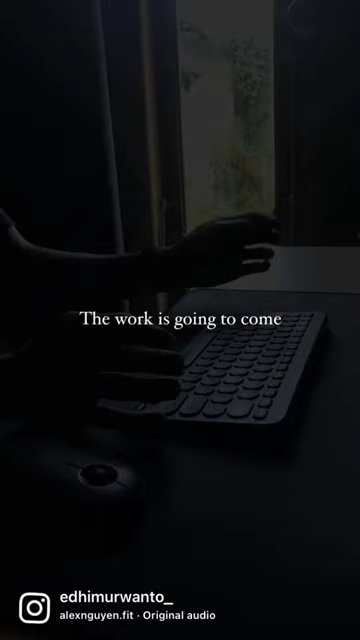 The work is going to come
edhimurwanto_
alexnguyen.fit · Original audio